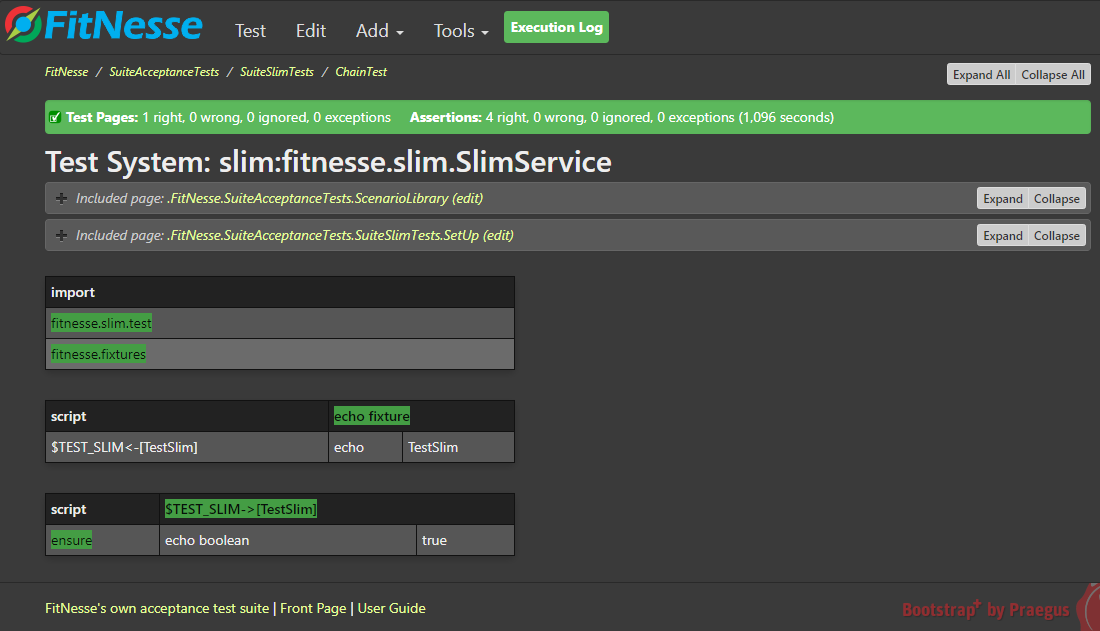 FitNesse Test Edit Add Tools Execution Log
FitNesse / SuiteAcceptanceTests / SuiteSlimTests / ChainTest Expand All Collapse All
Test Pages: 1 right, 0 wrong, 0 ignored, 0 exceptions Assertions: 4 right, 0 wrong, 0 ignored, 0 exceptions (1,096 seconds)
Test System: slim:fitnesse.slim.SlimService
Included page: .FitNesse.SuiteAcceptanceTests.ScenarioLibrary (edit) Expand Collapse
Included page: .FitNesse.SuiteAcceptanceTests.SuiteSlimTests.SetUp (edit) Expand Collapse
import
fitnesse.slim.test
fitnesse.fixtures
script echo fixture
$TEST_SLIM<-[TestSlim] echo TestSlim
script $TEST_SLIM->[TestSlim]
ensure echo boolean true
FitNesse's own acceptance test suite | Front Page | User Guide
Bootstrap+ by Praegus